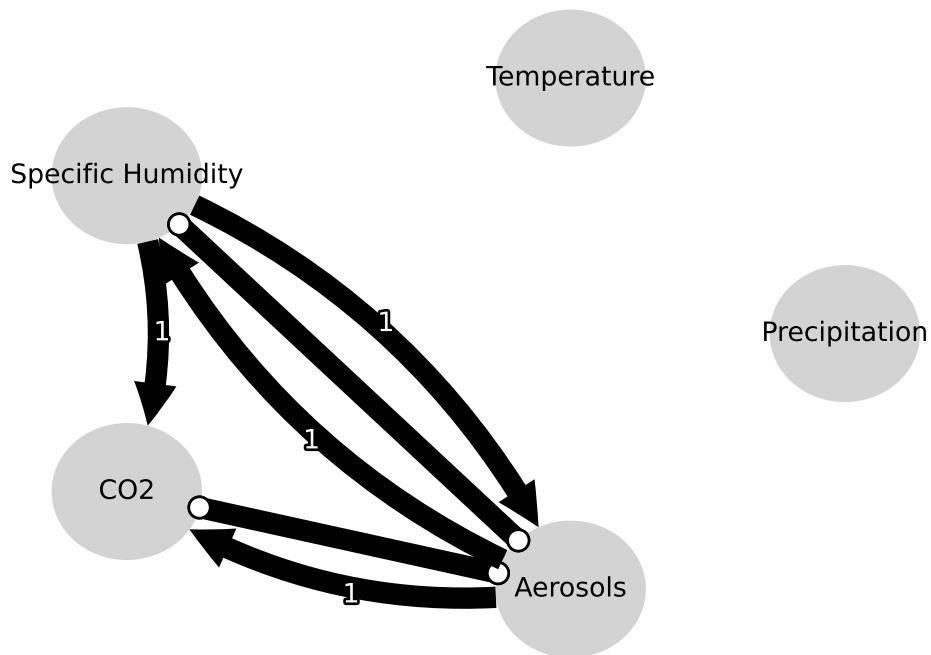 Temperature
Specific Humidity
1
1
Precipitation
1
CO2
Aerosols
1